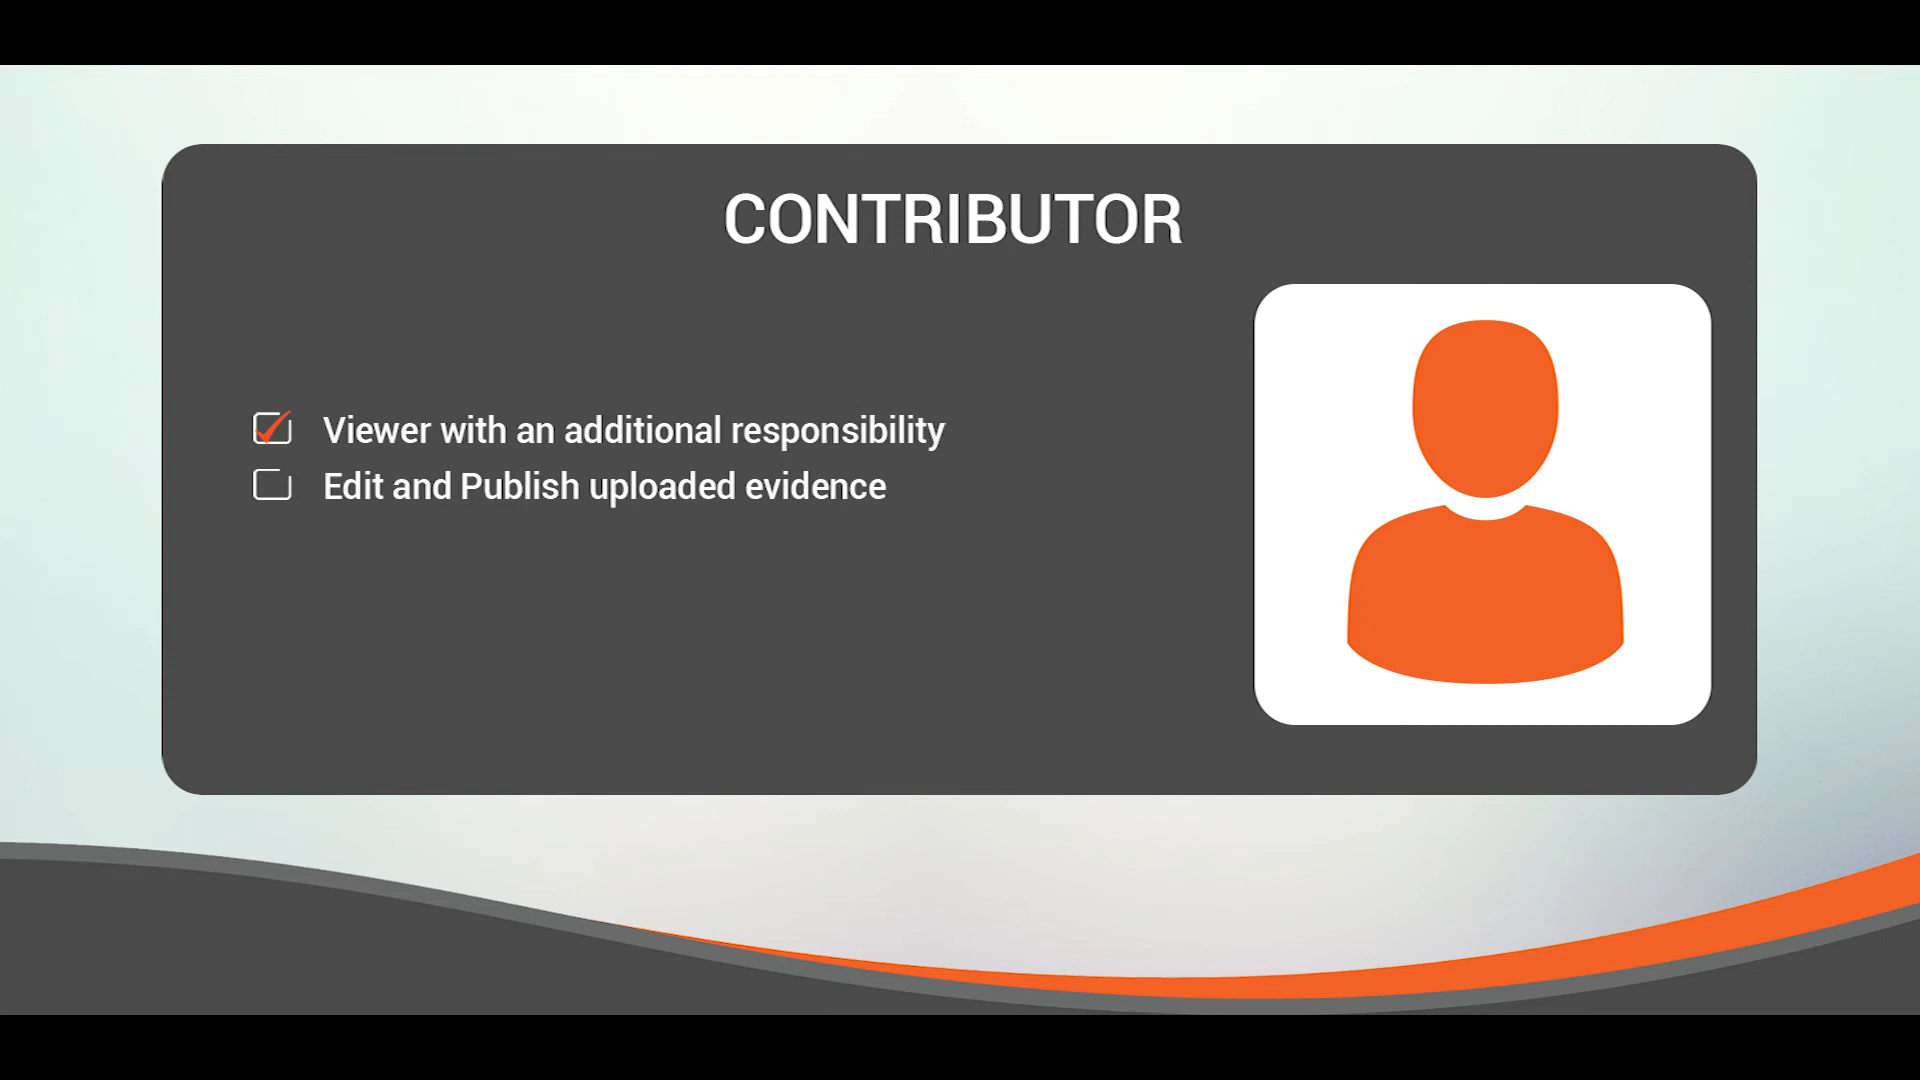 CONTRIBUTOR
Viewer with an additional responsibility
Edit and Publish uploaded evidence